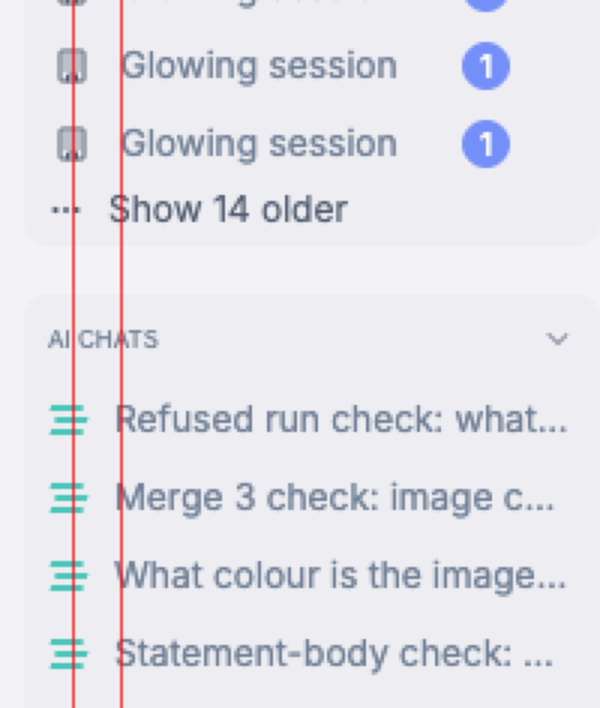 Glowing session 1
Glowing session 1
... Show 14 older
AI CHATS
Refused run check: what...
Merge 3 check: image c...
What colour is the image...
Statement-body check: ...